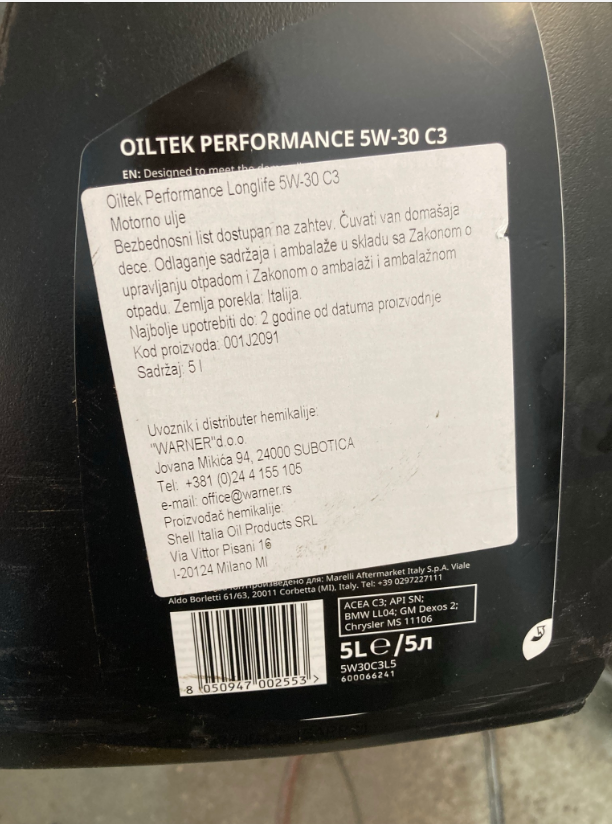 OILTEK PERFORMANCE 5W-30 C3
EN: Designed to meet the
Oiltek Performance Longlife 5W-30 C3
Motorno ulje
Bezbednosni list dostupan na zahtev. Čuvati van domašaja
dece. Odlaganje sadržaja i ambalaže u skladu sa Zakonom o
upravljanju otpadom i Zakonom o ambalaži i ambalažnom
otpadu. Zemlja porekla: Italija.
Najbolje upotrebiti do: 2 godine od datuma proizvodnje
Kod proizvoda: 001J2091
Sadržaj: 5 l
Uvoznik i distributer hemikalije:
"WARNER"d.o.o
Jovana Mikića 94, 24000 SUBOTICA
Tel: +381 (0)24 4 155 105
e-mail: office@warner.rs
Proizvođač hemikalije:
Shell Italia Oil Products SRL
Via Vittor Pisani 16
I-20124 Milano MI
для: Marelli Aftermarket Italy S.p.A. Viale
Aldo Borletti 61/63, 20011 Corbetta (MI), Italy. Tel: +39 0297227111
ACEA C3; API SN;
BMW LL04; GM Dexos 2;
Chrysler MS 11106
5L℮/5л
5W30C3L5
600066241
8 050947 002553 >